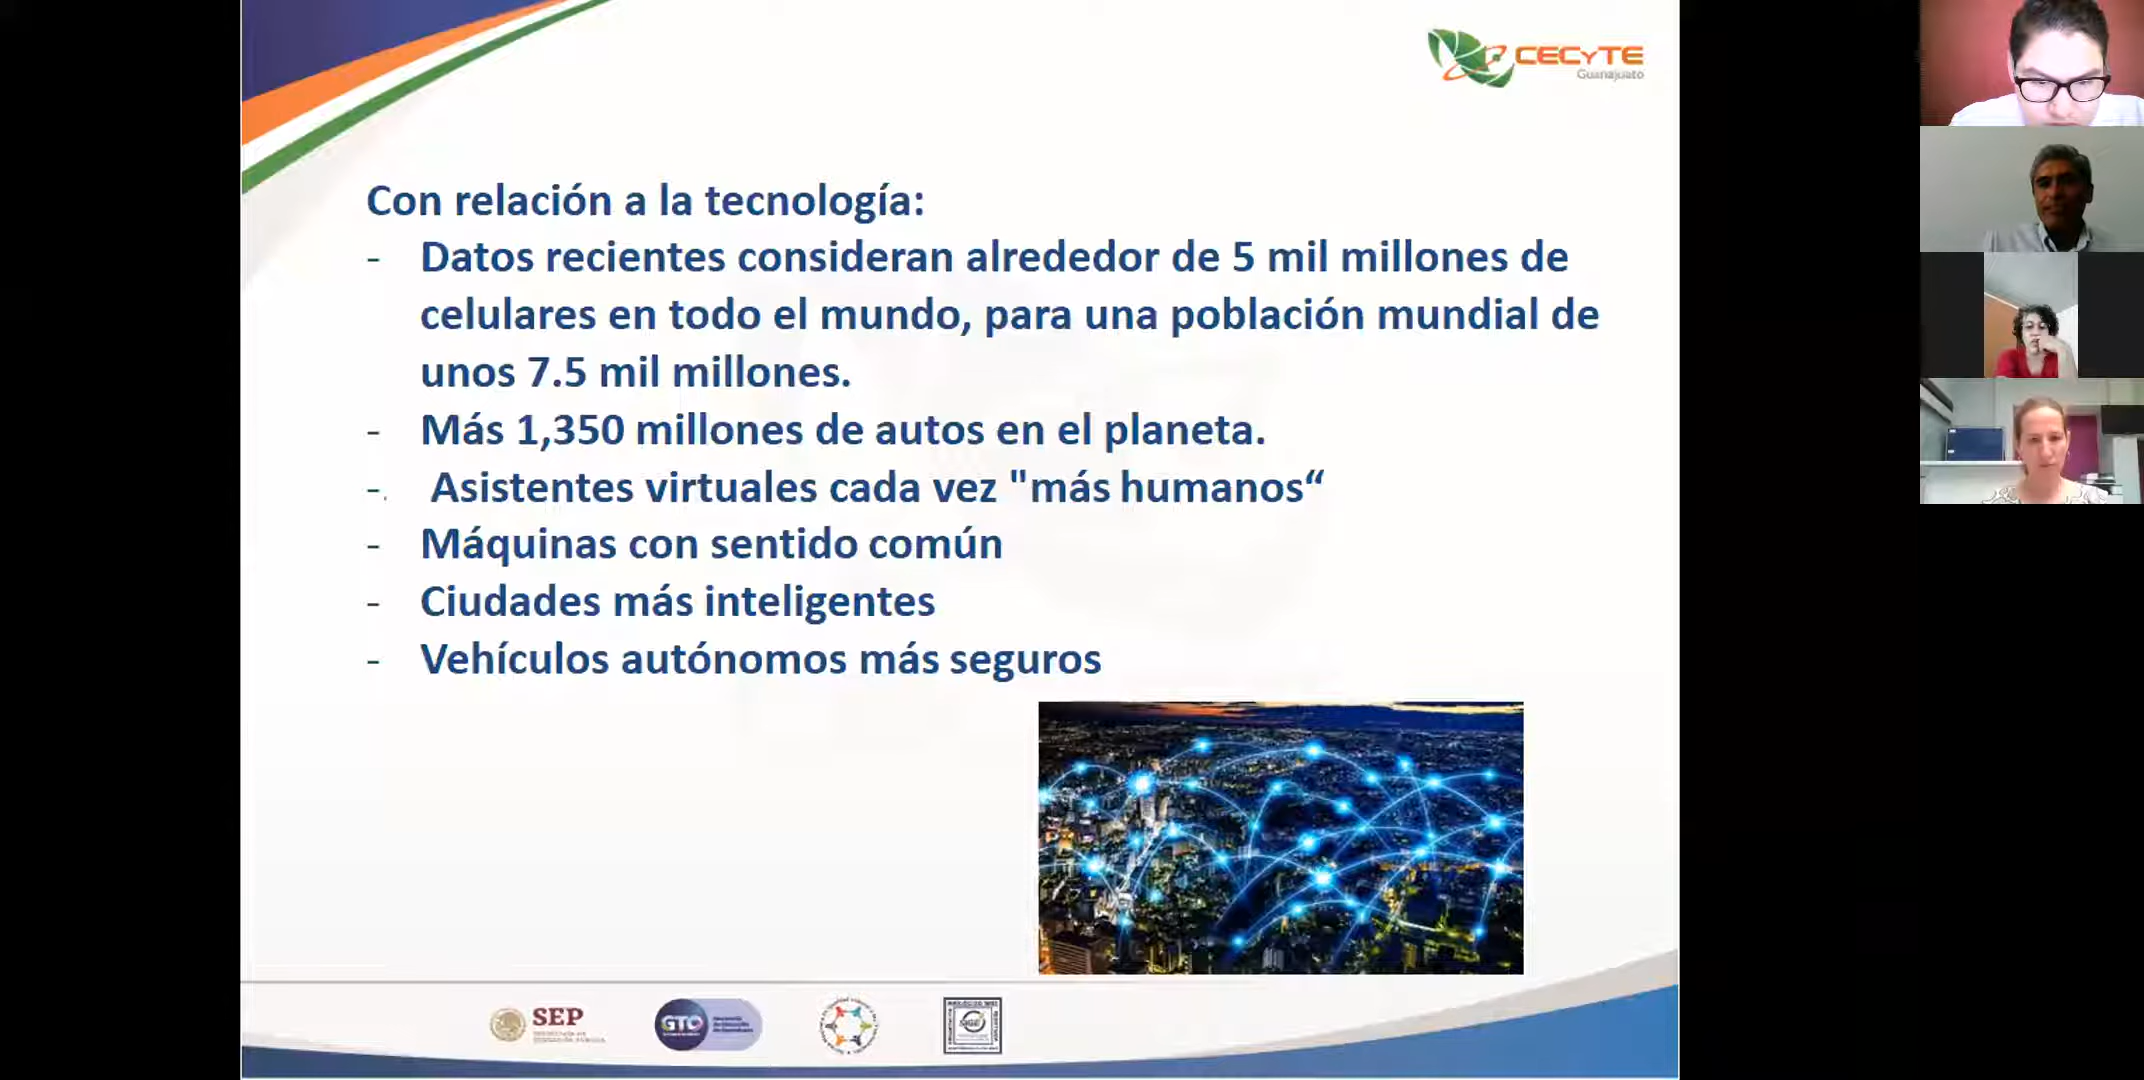 CECyTE
Guanajuato
Con relación a la tecnología:
- Datos recientes consideran alrededor de 5 mil millones de
celulares en todo el mundo, para una población mundial de
unos 7.5 mil millones.
- Más 1,350 millones de autos en el planeta.
-. Asistentes virtuales cada vez "más humanos“
- Máquinas con sentido común
- Ciudades más inteligentes
- Vehículos autónomos más seguros
SEP
GTO
SIGE